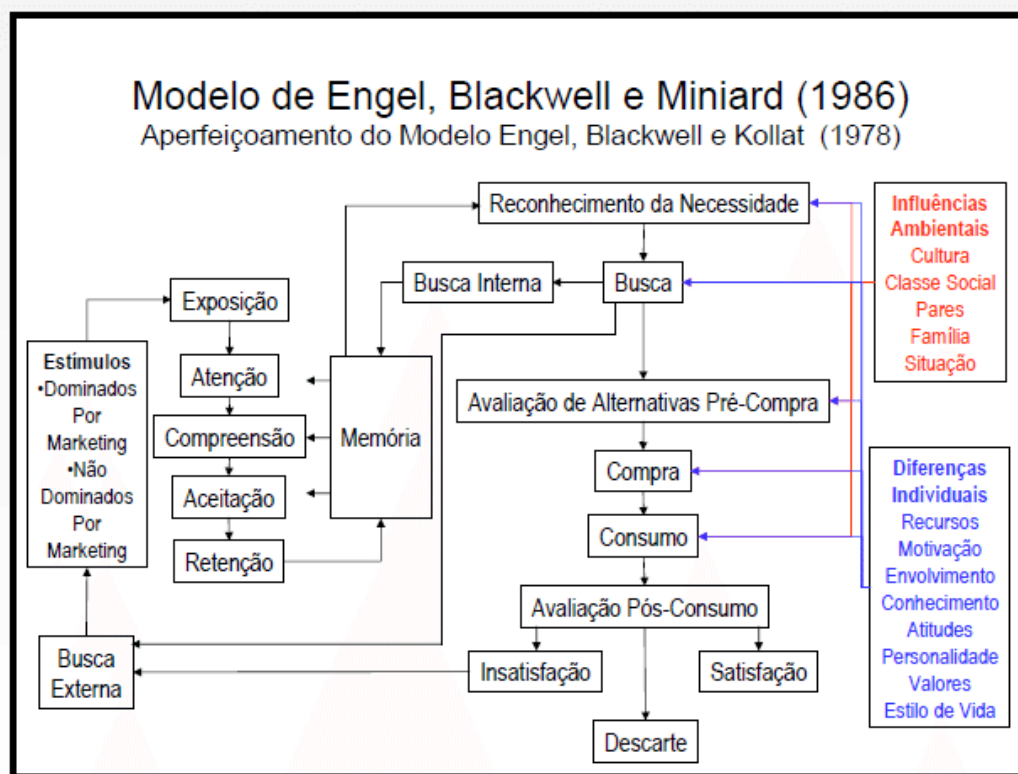 Modelo de Engel, Blackwell e Miniard (1986)
Aperfeiçoamento do Modelo Engel, Blackwell e Kollat (1978)
Reconhecimento da Necessidade
Busca Interna
Busca
Exposição
Atenção
Compreensão
Aceitação
Retenção
Memória
Estímulos
•Dominados
Por
Marketing
•Não
Dominados
Por
Marketing
Busca
Externa
Avaliação de Alternativas Pré-Compra
Compra
Consumo
Avaliação Pós-Consumo
Insatisfação
Satisfação
Descarte
Influências
Ambientais
Cultura
Classe Social
Pares
Família
Situação
Diferenças
Individuais
Recursos
Motivação
Envolvimento
Conhecimento
Atitudes
Personalidade
Valores
Estilo de Vida